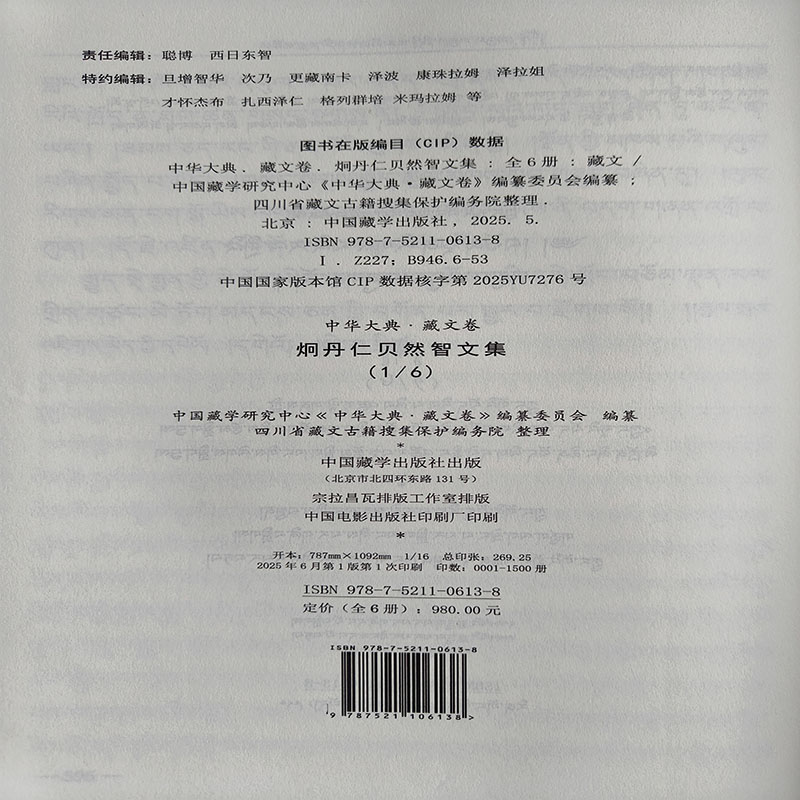 责任编辑：聪博 西日东智
特约编辑：旦增智华 次乃 更藏南卡 泽波 康珠拉姆 泽拉姐
才怀杰布 扎西泽仁 格列群培 米玛拉姆 等
图书在版编目（CIP）数据
中华大典．藏文卷．炯丹仁贝然智文集：全6册：藏文/
中国藏学研究中心《中华大典·藏文卷》编纂委员会编纂；
四川省藏文古籍搜集保护编务院整理．
北京：中国藏学出版社，2025.5.
ISBN 978-7-5211-0613-8
Ⅰ．Z227；B946.6-53
中国国家版本馆CIP数据核字第2025YU7276号
中华大典·藏文卷
炯丹仁贝然智文集
（1/6）
中国藏学研究中心《中华大典·藏文卷》编纂委员会 编纂
四川省藏文古籍搜集保护编务院 整理
*
中国藏学出版社出版
（北京市北四环东路131号）
宗拉昌瓦排版工作室排版
中国电影出版社印刷厂印刷
*
开本：787mm×1092mm 1/16 总印张：269.25
2025年6月第1版第1次印刷 印数：0001-1500册
ISBN 978-7-5211-0613-8
定价（全6册）：980.00元
ISBN 978-7-5211-0613-8
9 787521 106138 >